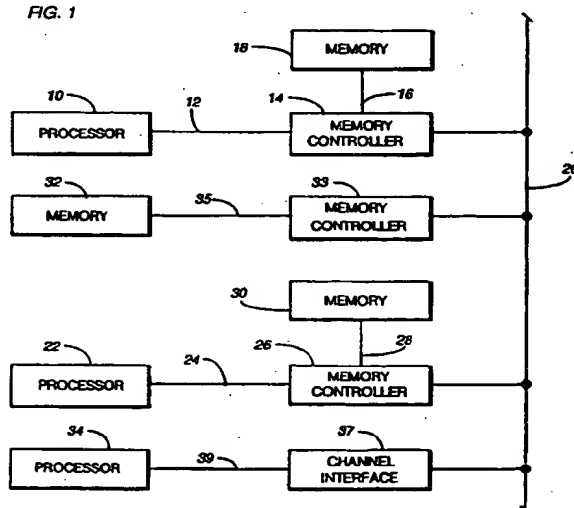 FIG. 1
18
MEMORY
10
12
14
16
PROCESSOR
MEMORY
CONTROLLER
20
32
35
33
MEMORY
MEMORY
CONTROLLER
30
MEMORY
22
24
26
28
PROCESSOR
MEMORY
CONTROLLER
34
39
37
PROCESSOR
CHANNEL
INTERFACE